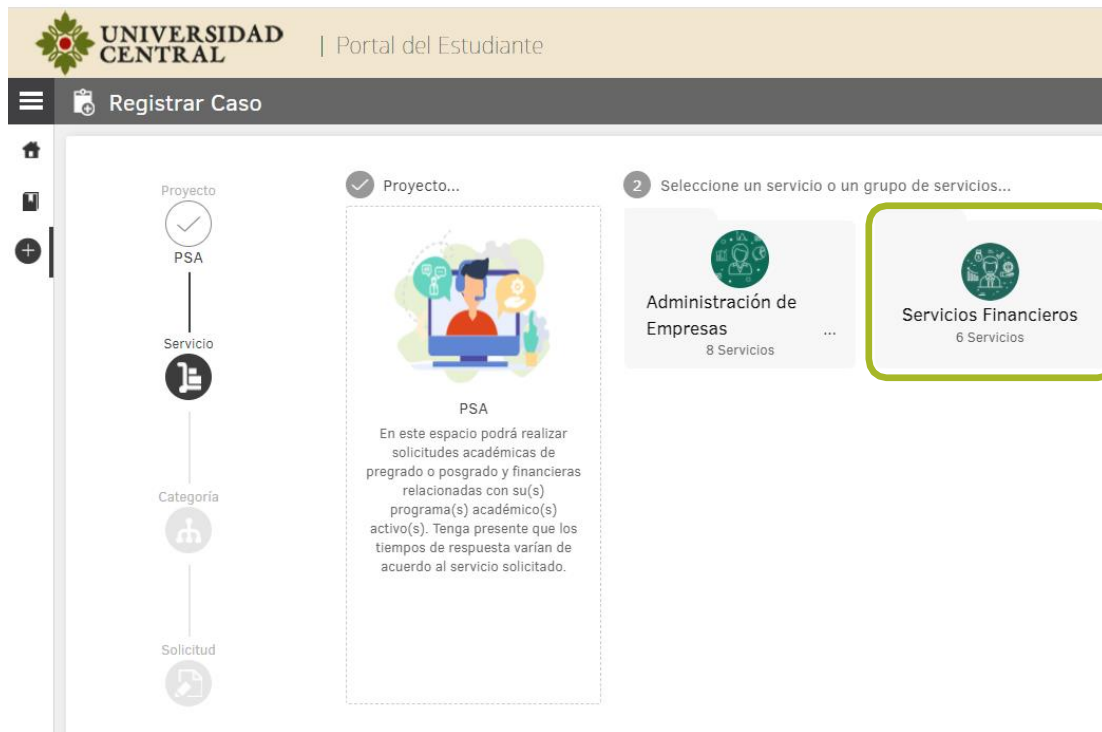 UNIVERSIDAD
CENTRAL
| Portal del Estudiante
Registrar Caso
Proyecto
PSA
Servicio
Categoría
Solicitud
Proyecto...
PSA
En este espacio podrá realizar
solicitudes académicas de
pregrado o posgrado y financieras
relacionadas con su(s)
programa(s) académico(s)
activo(s). Tenga presente que los
tiempos de respuesta varían de
acuerdo al servicio solicitado.
2 Seleccione un servicio o un grupo de servicios...
Administración de
Empresas ...
8 Servicios
Servicios Financieros
6 Servicios